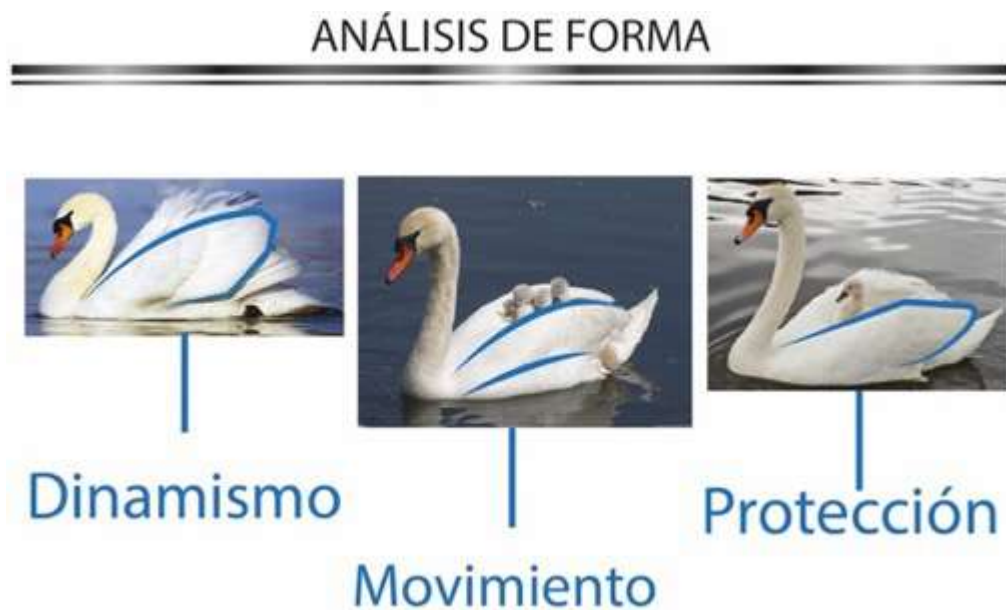 ANÁLISIS DE FORMA
Dinamismo
Movimiento
Protección